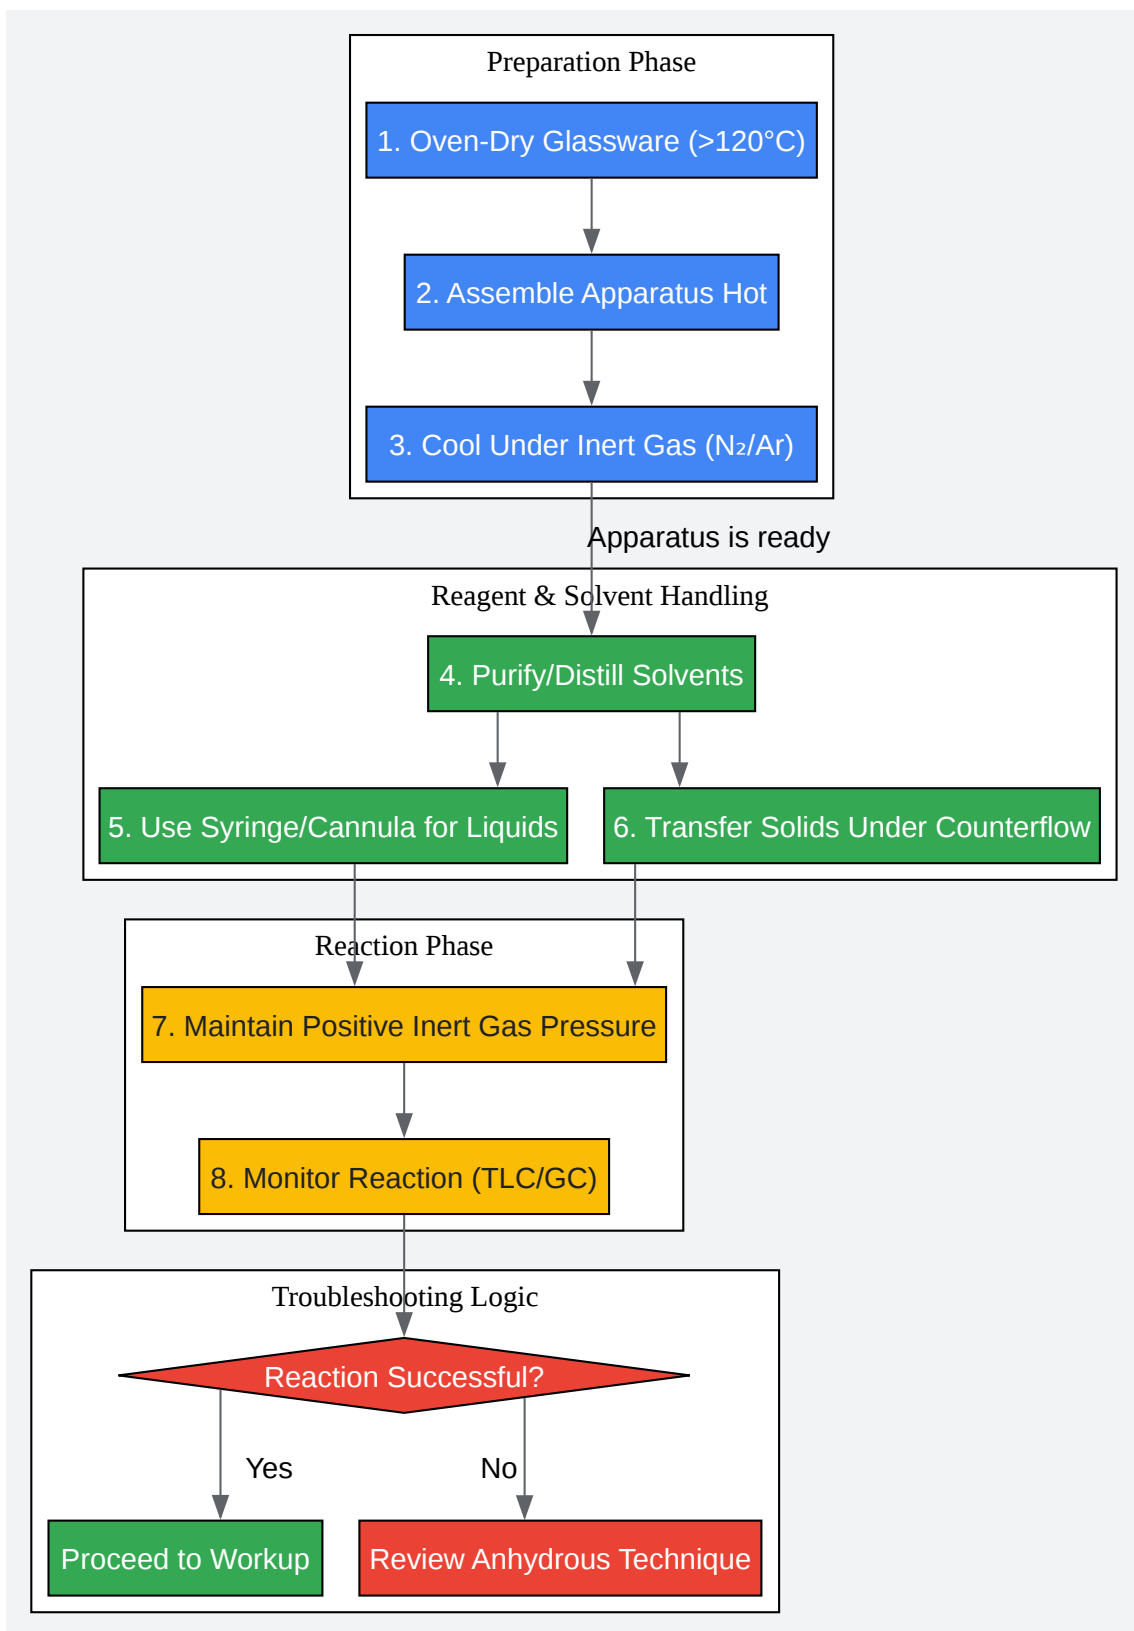 Preparation Phase
1. Oven-Dry Glassware (>120°C)
2. Assemble Apparatus Hot
3. Cool Under Inert Gas (N₂/Ar)
Apparatus is ready
Reagent & Solvent Handling
4. Purify/Distill Solvents
5. Use Syringe/Cannula for Liquids
6. Transfer Solids Under Counterflow
Reaction Phase
7. Maintain Positive Inert Gas Pressure
8. Monitor Reaction (TLC/GC)
Troubleshooting Logic
Reaction Successful?
Yes
No
Proceed to Workup
Review Anhydrous Technique